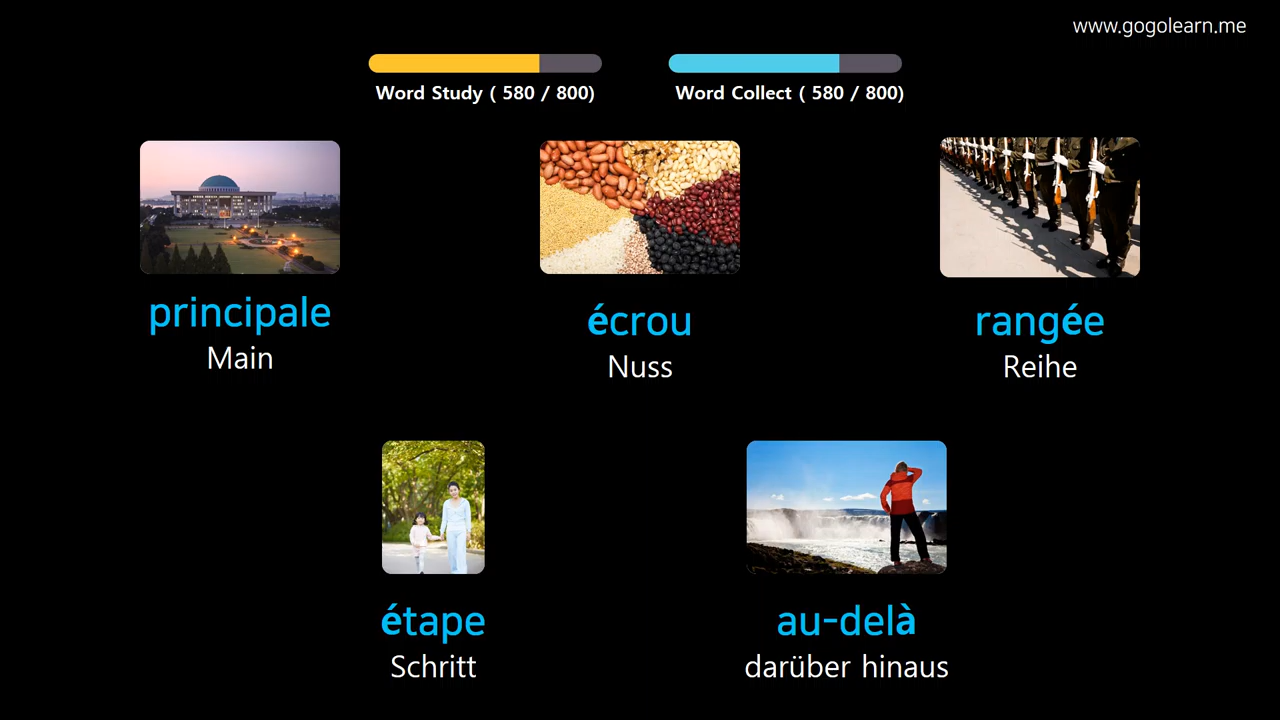 www.gogolearn.me
Word Study ( 580 / 800)
Word Collect ( 580 / 800)
principale
Main
écrou
Nuss
rangée
Reihe
étape
Schritt
au-delà
darüber hinaus